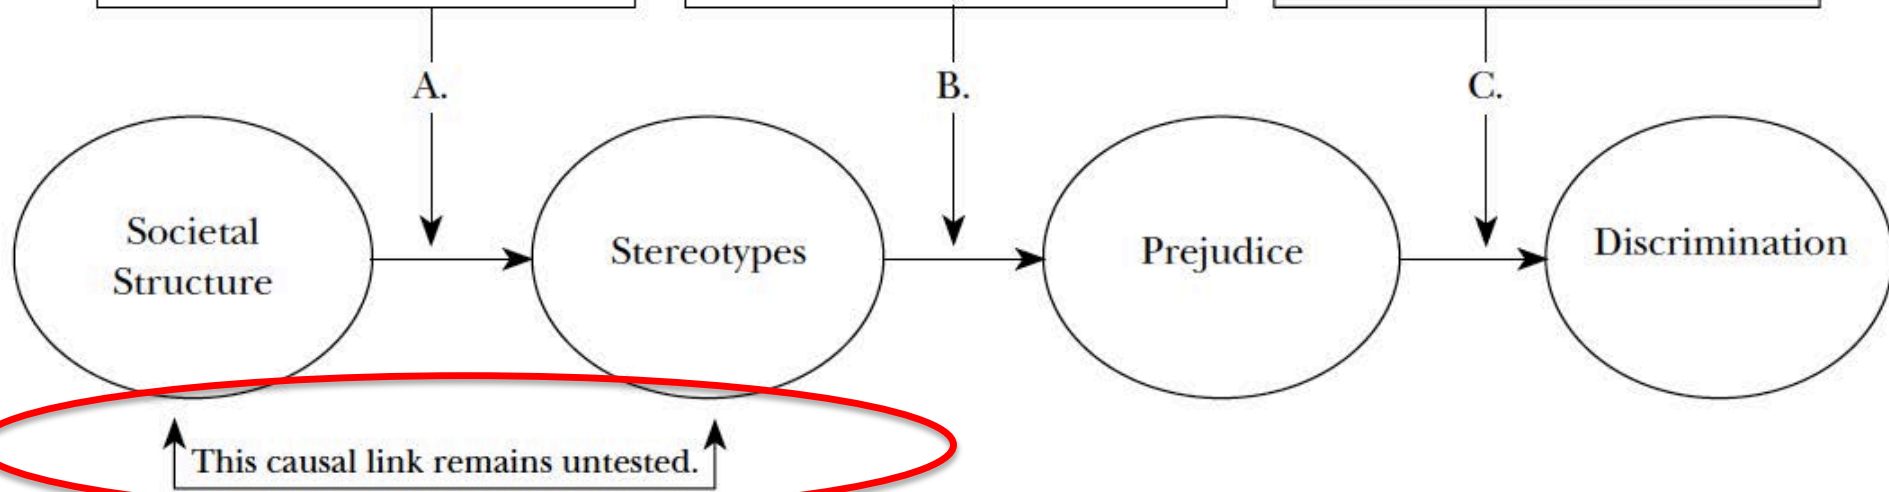 A.
B.
C.
Societal
Structure
Stereotypes
Prejudice
Discrimination
This causal link remains untested.